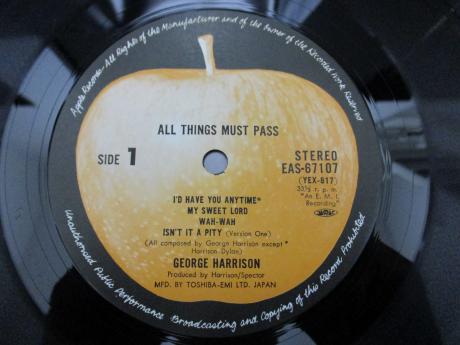 Apple Records-All Rights of the Manufacturer and of the Owner of the Recorded Work Reserved
ALL THINGS MUST PASS
SIDE 1
STEREO
EAS-67107
(YEX-817)
33⅓ r. p. m.
"An E. M. I.
Recording"
I'D HAVE YOU ANYTIME*
MY SWEET LORD
WAH-WAH
ISN'T IT A PITY (Version One)
(All composed by George Harrison except *
Harrison/Dylan)
GEORGE HARRISON
Produced by Harrison/Spector
MFD. BY TOSHIBA-EMI LTD. JAPAN
Unauthorized Public Performance Broadcasting and Copying of this Record Prohibited